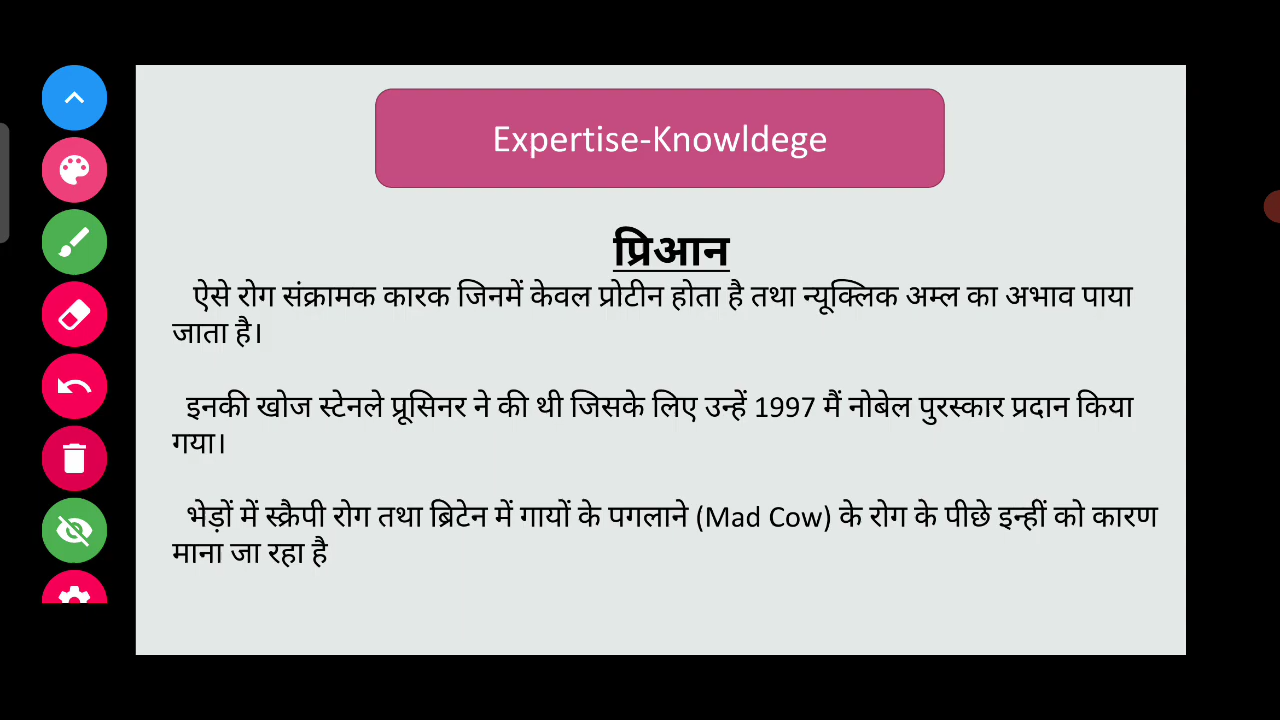 Expertise-Knowldege
प्रिआन
ऐसे रोग संक्रामक कारक जिनमें केवल प्रोटीन होता है तथा न्यूक्लिक अम्ल का अभाव पाया
जाता है।
इनकी खोज स्टेनले प्रूसिनर ने की थी जिसके लिए उन्हें 1997 मैं नोबेल पुरस्कार प्रदान किया
गया।
भेड़ों में स्क्रैपी रोग तथा ब्रिटेन में गायों के पगलाने (Mad Cow) के रोग के पीछे इन्हीं को कारण
माना जा रहा है